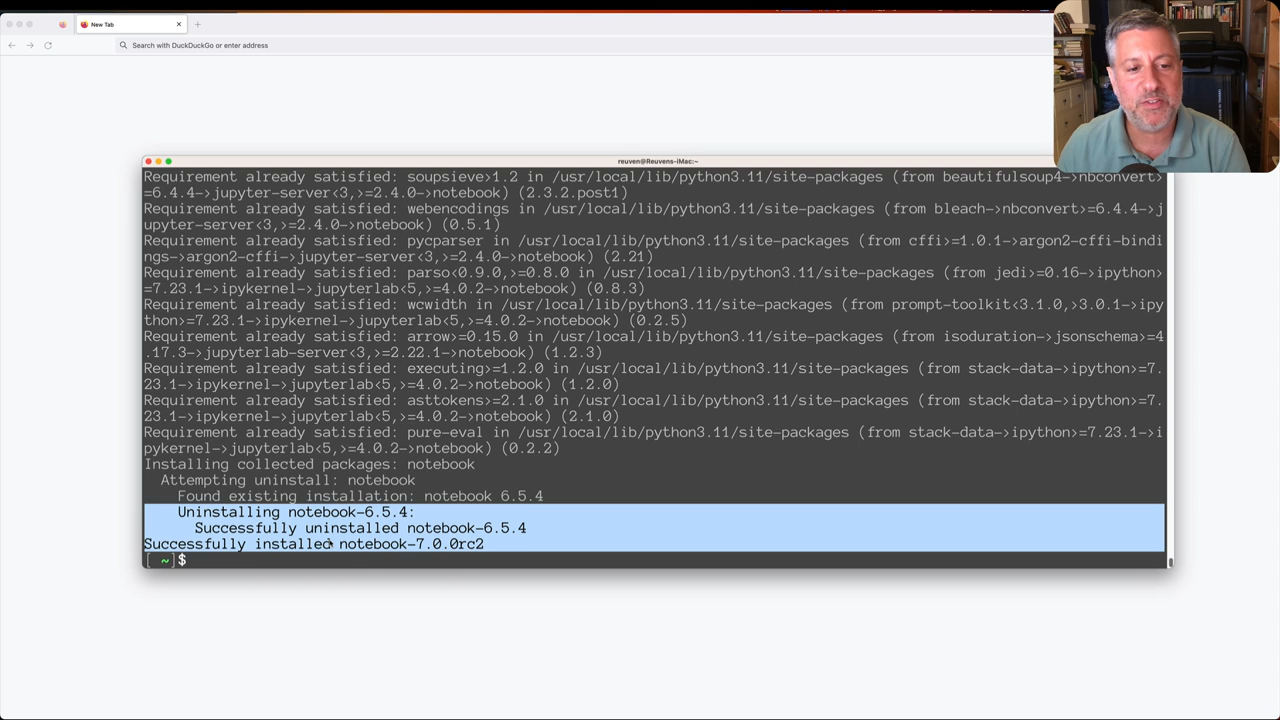 New Tab
Search with DuckDuckGo or enter address
reuven@Reuvens-iMac:~
Requirement already satisfied: soupsieve>1.2 in /usr/local/lib/python3.11/site-packages (from beautifulsoup4->nbconvert>
=6.4.4->jupyter-server<3,>=2.4.0->notebook) (2.3.2.post1)
Requirement already satisfied: webencodings in /usr/local/lib/python3.11/site-packages (from bleach->nbconvert>=6.4.4->j
upyter-server<3,>=2.4.0->notebook) (0.5.1)
Requirement already satisfied: pycparser in /usr/local/lib/python3.11/site-packages (from cffi>=1.0.1->argon2-cffi-bindi
ngs->argon2-cffi->jupyter-server<3,>=2.4.0->notebook) (2.21)
Requirement already satisfied: parso<0.9.0,>=0.8.0 in /usr/local/lib/python3.11/site-packages (from jedi>=0.16->ipython>
=7.23.1->ipykernel->jupyterlab<5,>=4.0.2->notebook) (0.8.3)
Requirement already satisfied: wcwidth in /usr/local/lib/python3.11/site-packages (from prompt-toolkit<3.1.0,>3.0.1->ipy
thon>=7.23.1->ipykernel->jupyterlab<5,>=4.0.2->notebook) (0.2.5)
Requirement already satisfied: arrow>=0.15.0 in /usr/local/lib/python3.11/site-packages (from isoduration->jsonschema>=4
.17.3->jupyterlab-server<3,>=2.22.1->notebook) (1.2.3)
Requirement already satisfied: executing>=1.2.0 in /usr/local/lib/python3.11/site-packages (from stack-data->ipython>=7.
23.1->ipykernel->jupyterlab<5,>=4.0.2->notebook) (1.2.0)
Requirement already satisfied: asttokens>=2.1.0 in /usr/local/lib/python3.11/site-packages (from stack-data->ipython>=7.
23.1->ipykernel->jupyterlab<5,>=4.0.2->notebook) (2.1.0)
Requirement already satisfied: pure-eval in /usr/local/lib/python3.11/site-packages (from stack-data->ipython>=7.23.1->i
pykernel->jupyterlab<5,>=4.0.2->notebook) (0.2.2)
Installing collected packages: notebook
Attempting uninstall: notebook
Found existing installation: notebook 6.5.4
Uninstalling notebook-6.5.4:
Successfully uninstalled notebook-6.5.4
Successfully installed notebook-7.0.0rc2
[ ~]$